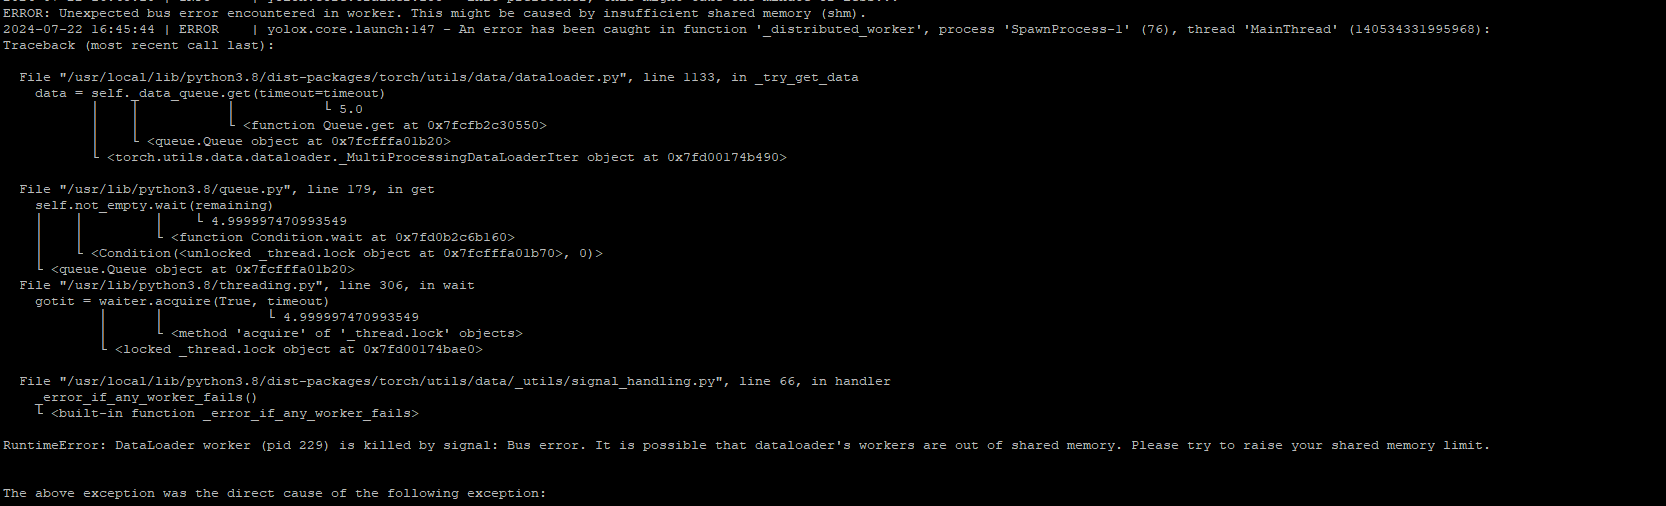 ERROR: Unexpected bus error encountered in worker. This might be caused by insufficient shared memory (shm).
2024-07-22 16:45:44 | ERROR    | yolox.core.launch:147 - An error has been caught in function '_distributed_worker', process 'SpawnProcess-1' (76), thread 'MainThread' (140534331995968):
Traceback (most recent call last):
File "/usr/local/lib/python3.8/dist-packages/torch/utils/data/dataloader.py", line 1133, in _try_get_data
data = self._data_queue.get(timeout=timeout)
│    │           │           └ 5.0
│    │           └ <function Queue.get at 0x7fcfb2c30550>
│    └ <queue.Queue object at 0x7fcfffa01b20>
└ <torch.utils.data.dataloader._MultiProcessingDataLoaderIter object at 0x7fd00174b490>
File "/usr/lib/python3.8/queue.py", line 179, in get
self.not_empty.wait(remaining)
│    │         │    └ 4.999997470993549
│    │         └ <function Condition.wait at 0x7fd0b2c6b160>
│    └ <Condition(<unlocked _thread.lock object at 0x7fcfffa01b70>, 0)>
└ <queue.Queue object at 0x7fcfffa01b20>
File "/usr/lib/python3.8/threading.py", line 306, in wait
gotit = waiter.acquire(True, timeout)
│      │             └ 4.999997470993549
│      └ <method 'acquire' of '_thread.lock' objects>
└ <locked _thread.lock object at 0x7fd00174bae0>
File "/usr/local/lib/python3.8/dist-packages/torch/utils/data/_utils/signal_handling.py", line 66, in handler
_error_if_any_worker_fails()
└ <built-in function _error_if_any_worker_fails>
RuntimeError: DataLoader worker (pid 229) is killed by signal: Bus error. It is possible that dataloader's workers are out of shared memory. Please try to raise your shared memory limit.
The above exception was the direct cause of the following exception: